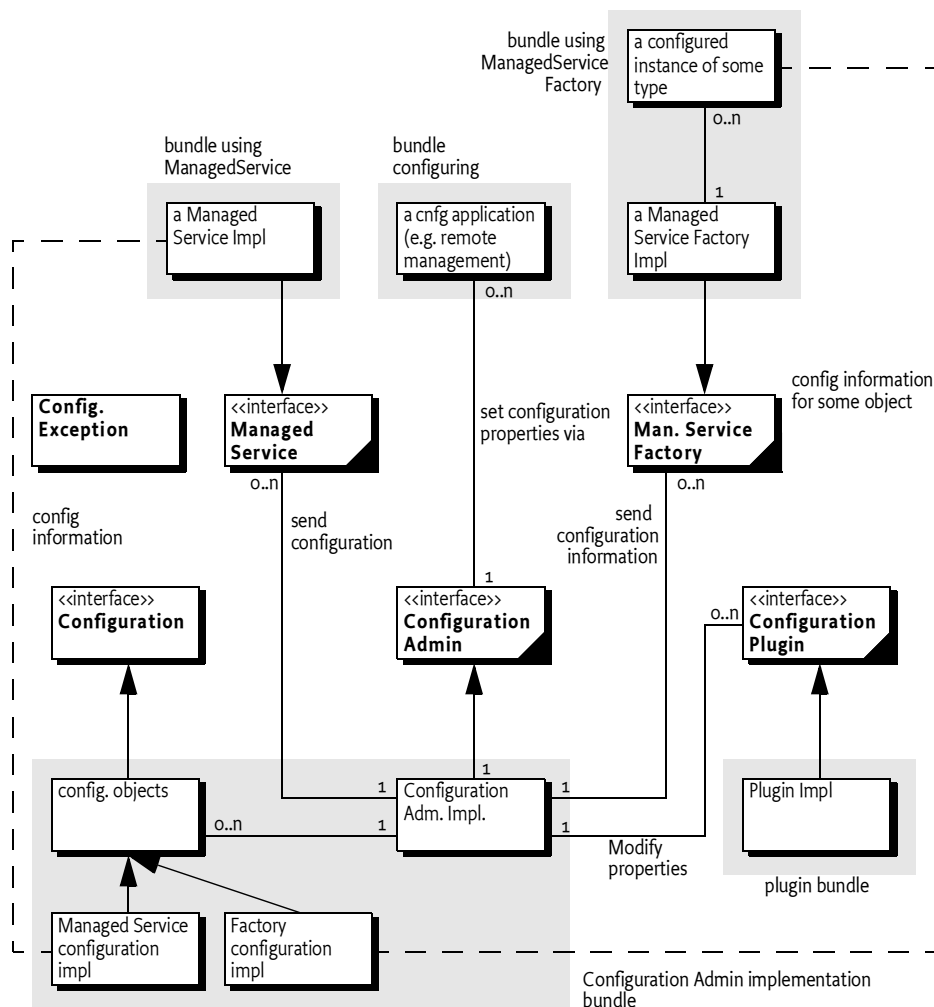 bundle using
ManagedService
Factory
a configured
instance of some
type
o..n
1
bundle using
ManagedService
bundle
configuring
a Managed
Service Impl
a cnfg application
(e.g. remote
management)
o..n
a Managed
Service Factory
Impl
Config.
Exception
<<interface>>
Managed
Service
o..n
set configuration
properties via
<<interface>>
Man. Service
Factory
o..n
config information
for some object
config
information
send
configuration
send
configuration
information
1
<<interface>>
Configuration
<<interface>>
Configuration
Admin
o..n
<<interface>>
Configuration
Plugin
1
config. objects
o..n
1
1
Configuration
Adm. Impl.
1
1
Modify
properties
Plugin Impl
plugin bundle
Managed Service
configuration
impl
Factory
configuration
impl
Configuration Admin implementation
bundle